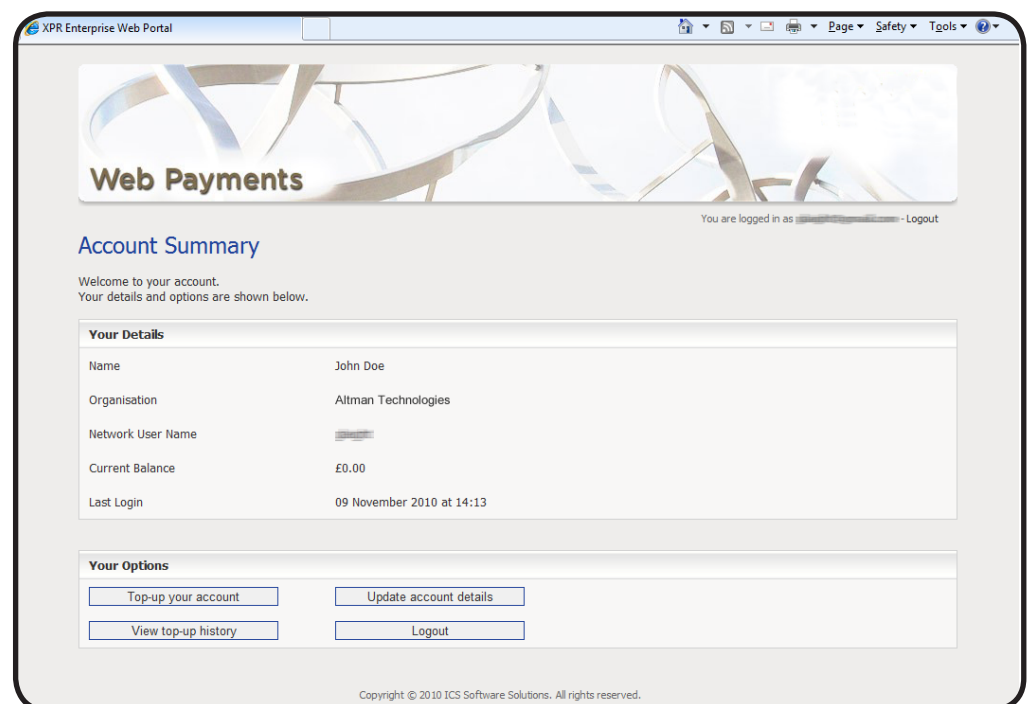 XPR Enterprise Web Portal
Page Safety Tools
Web Payments
You are logged in as - Logout
Account Summary
Welcome to your account.
Your details and options are shown below.
Your Details
Name John Doe
Organisation Altman Technologies
Network User Name
Current Balance £0.00
Last Login 09 November 2010 at 14:13
Your Options
Top-up your account Update account details
View top-up history Logout
Copyright © 2010 ICS Software Solutions. All rights reserved.